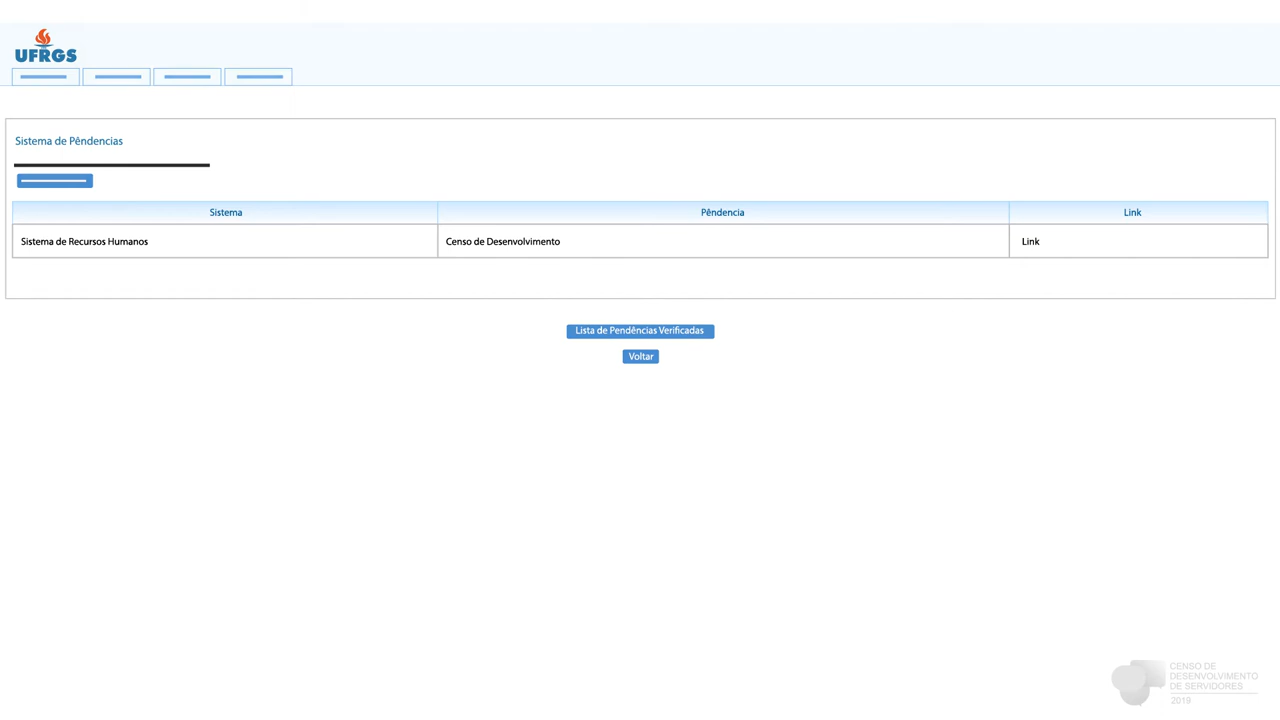 UFRGS
Sistema de Pêndencias
Sistema Pêndencia Link
Sistema de Recursos Humanos Censo de Desenvolvimento Link
Lista de Pendências Verificadas
Voltar
CENSO DE
DESENVOLVIMENTO
DE SERVIDORES
2019